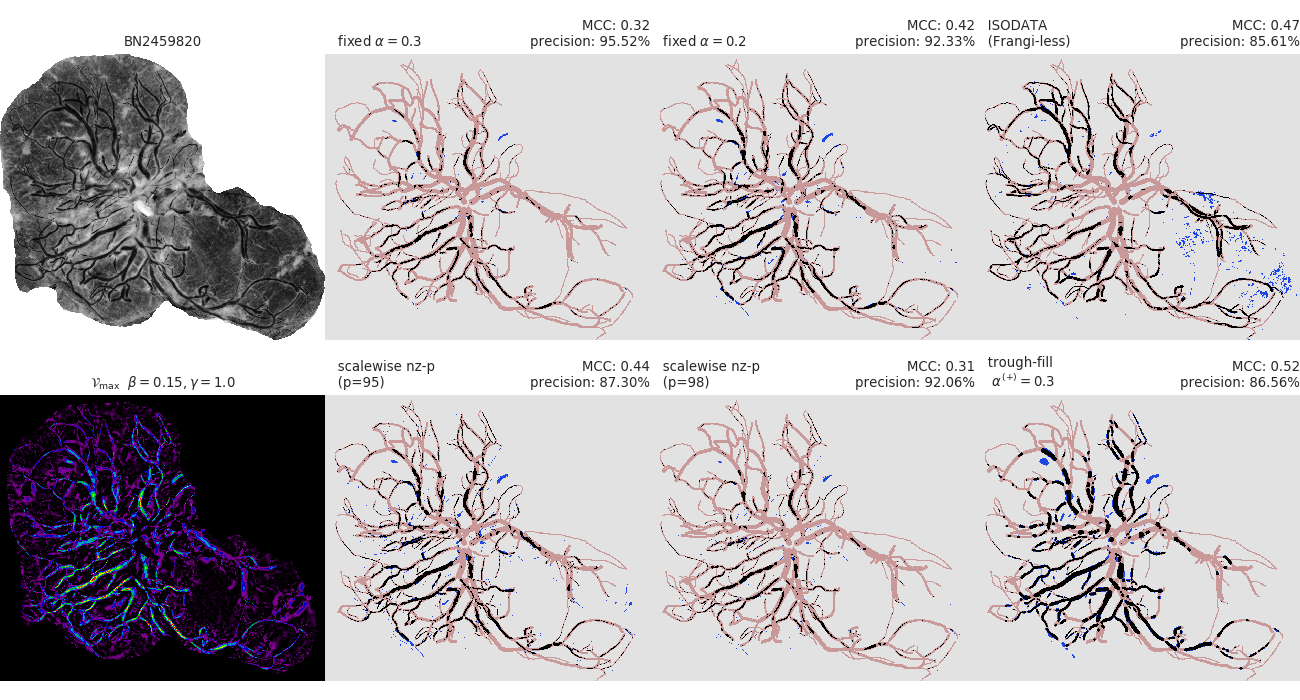 BN2459820
fixed α = 0.3
MCC: 0.32
precision: 95.52%
fixed α = 0.2
MCC: 0.42
precision: 92.33%
ISODATA
(Frangi-less)
MCC: 0.47
precision: 85.61%
𝒱max β = 0.15, γ = 1.0
scalewise nz-p
(p=95)
MCC: 0.44
precision: 87.30%
scalewise nz-p
(p=98)
MCC: 0.31
precision: 92.06%
trough-fill
α(+) = 0.3
MCC: 0.52
precision: 86.56%